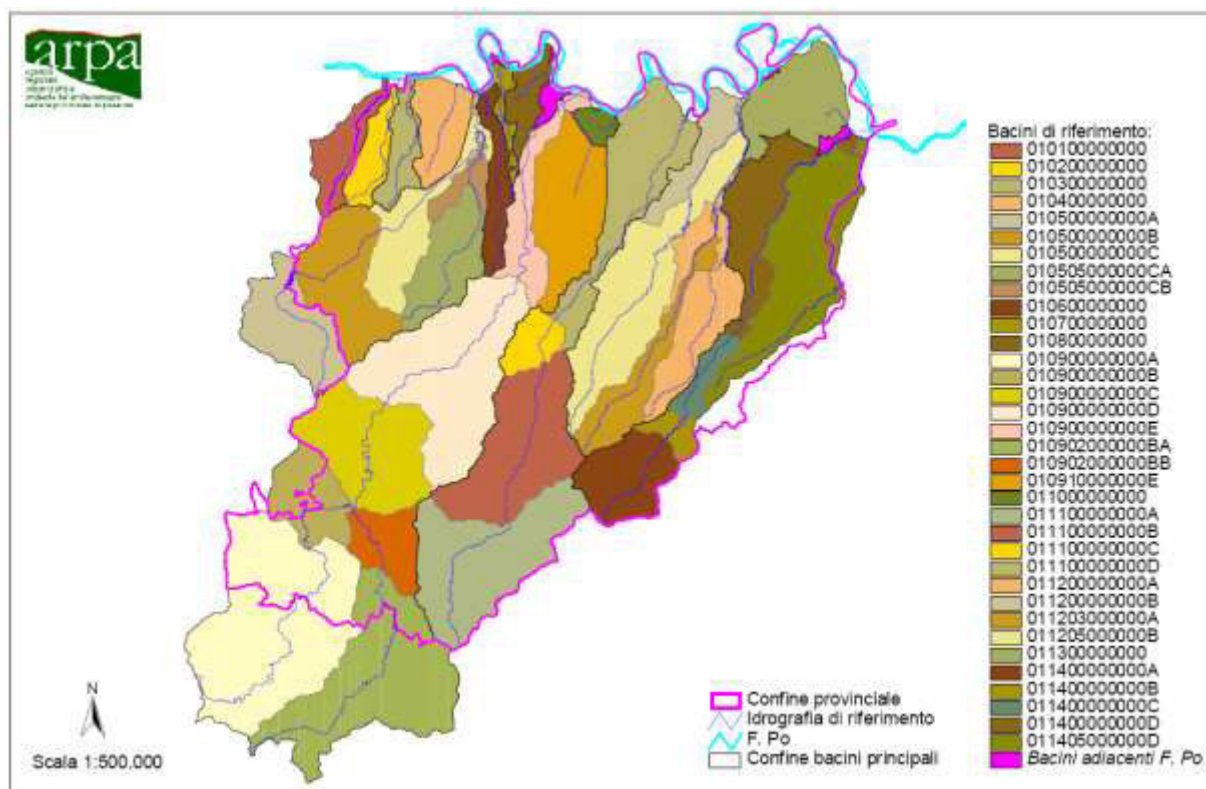 arpa
Bacini di riferimento:
010100000000
010200000000
010300000000
010400000000
010500000000A
010500000000B
010500000000C
010505000000CA
010505000000CB
010600000000
010700000000
010800000000
010900000000A
010900000000B
010900000000C
010900000000D
010900000000E
010902000000BA
010902000000BB
010910000000E
011000000000
011100000000A
011100000000B
011100000000C
011100000000D
011200000000A
011200000000B
011203000000A
011205000000B
011300000000
011400000000A
011400000000B
011400000000C
011400000000D
011405000000D
Bacini adiacenti F. Po
Confine provinciale
Idrografia di riferimento
F. Po
Confine bacini principali
N
Scala 1:500,000